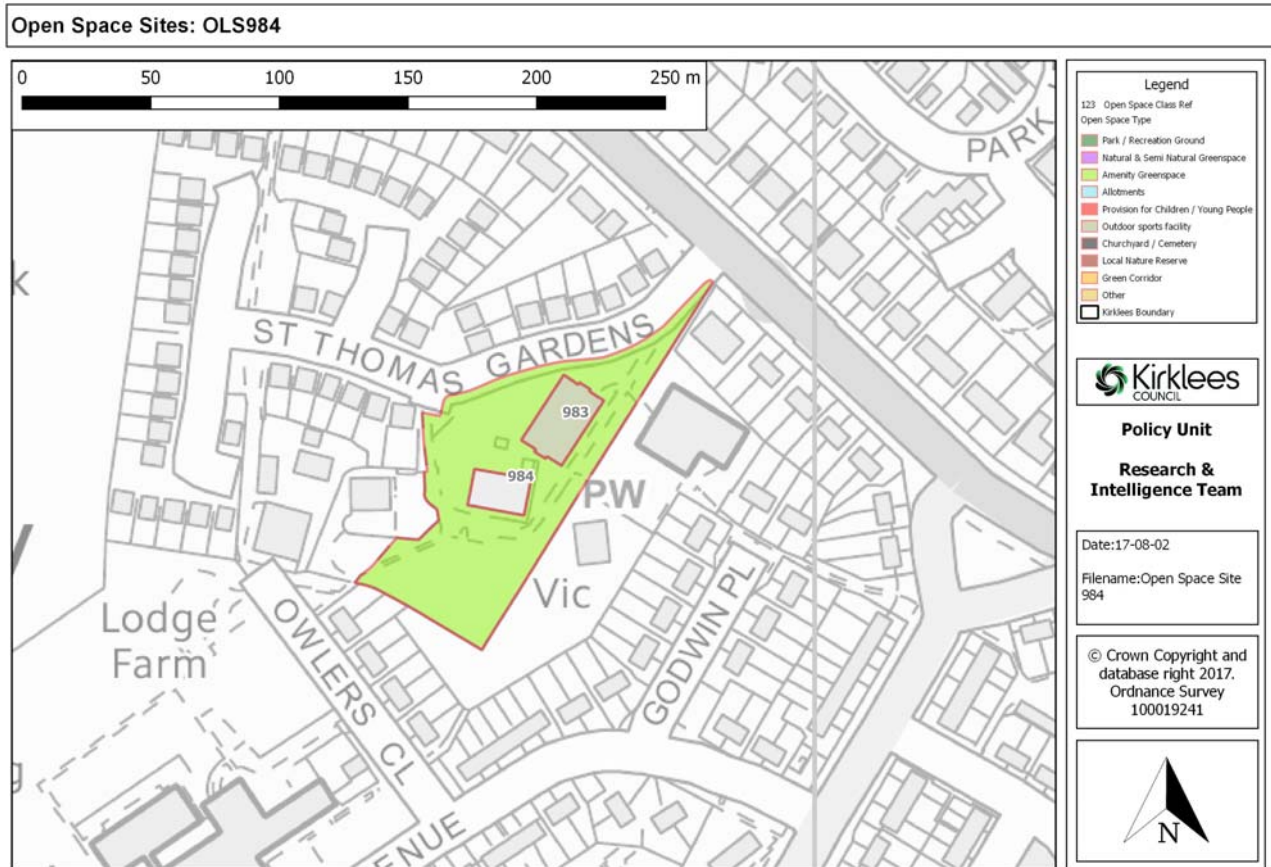 Open Space Sites: OLS984
0 50 100 150 200 250 m
PARK
ST THOMAS GARDENS
983
984
PW
Vic
Lodge
Farm
OWLERS CL
GODWIN PL
ENUE
Legend
123 Open Space Class Ref
Open Space Type
Park / Recreation Ground
Natural & Semi Natural Greenspace
Amenity Greenspace
Allotments
Provision for Children / Young People
Outdoor sports facility
Churchyard / Cemetery
Local Nature Reserve
Green Corridor
Other
Kirklees Boundary
Kirklees
COUNCIL
Policy Unit
Research &
Intelligence Team
Date:17-08-02
Filename:Open Space Site
984
© Crown Copyright and
database right 2017.
Ordnance Survey
100019241
N